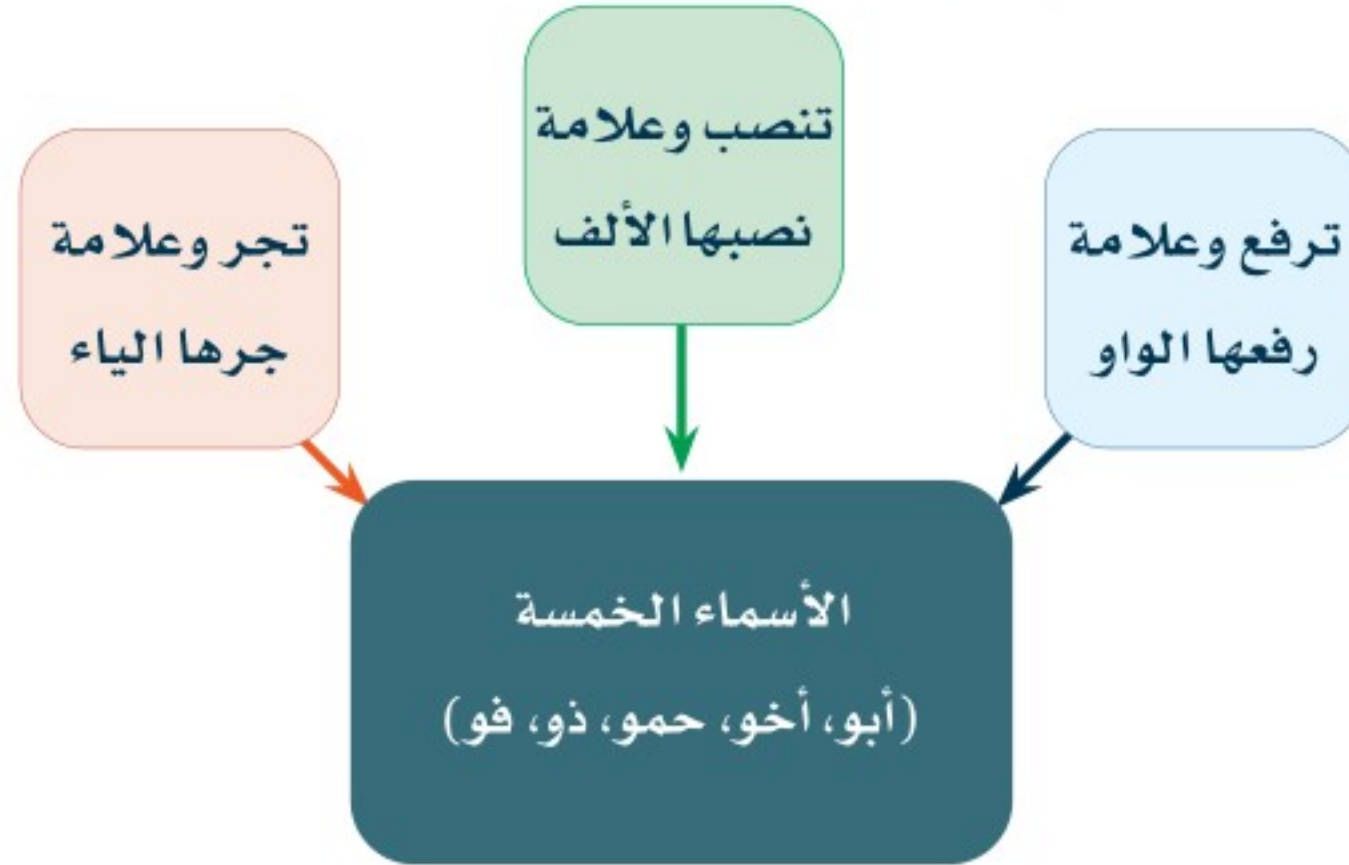 ترفع وعلامة
رفعها الواو
تنصب وعلامة
نصبها الألف
تجر وعلامة
جرها الياء
الأسماء الخمسة
(أبو، أخو، حمو، ذو، فو)